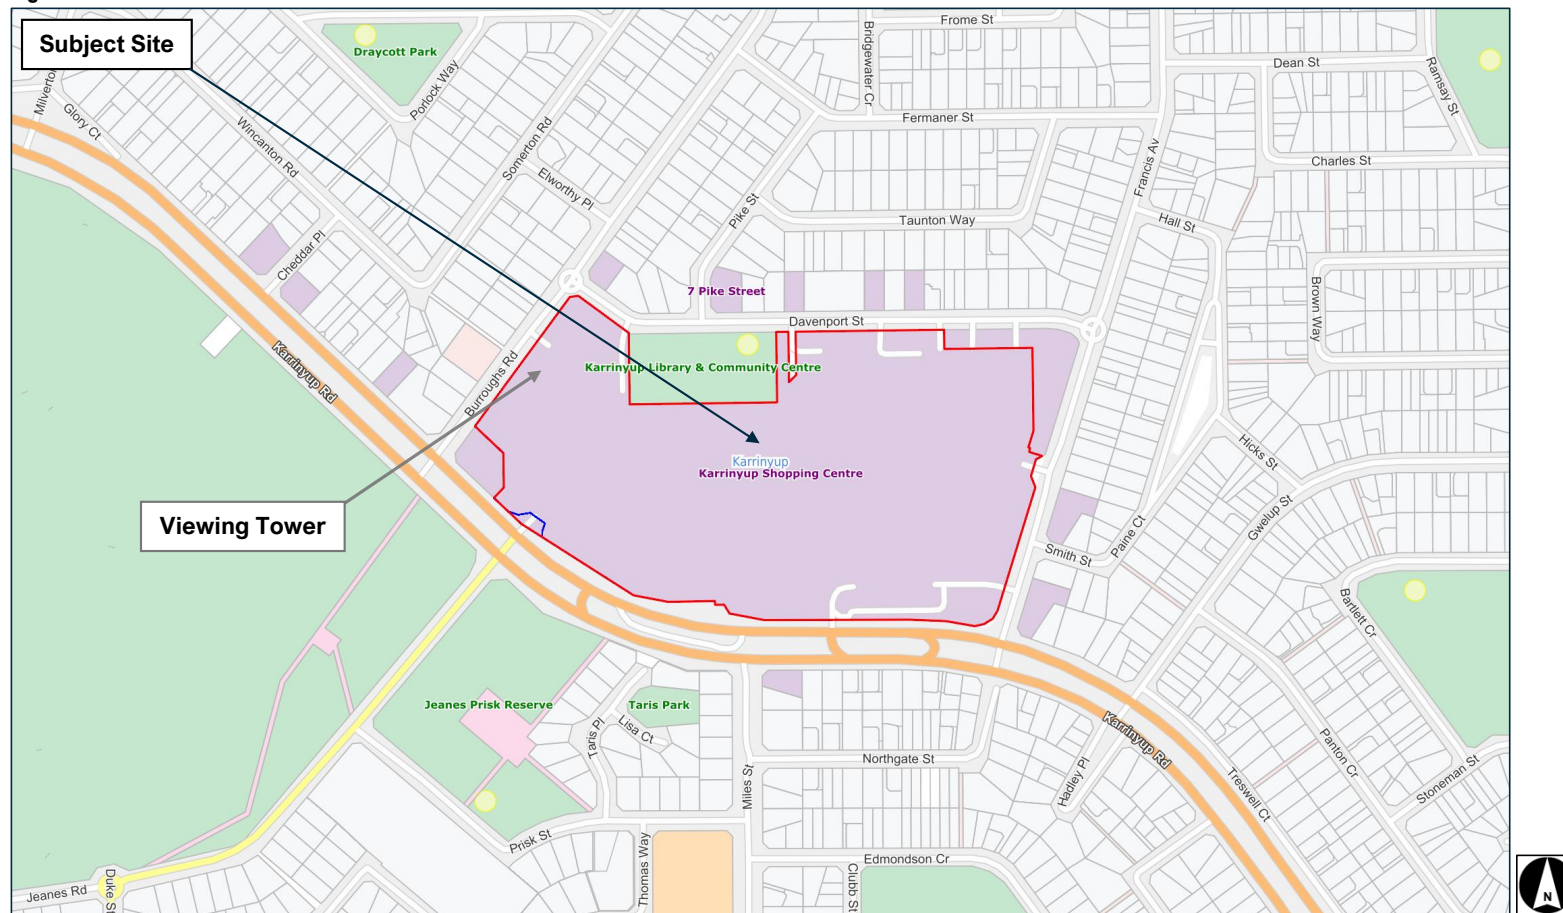 Subject Site
Draycott Park
Frome St
Bridgewater Cr
Dean St
Ramsay St
Porlock Way
Glory Ct
Wincanton Rd
Somerton Rd
Fermaner St
Francis Av
Charles St
Elworthy Pl
Pike St
Taunton Way
Hall St
Cheddar Pl
7 Pike Street
Brown Way
Davenport St
Karrinyup Rd
Burroughs Rd
Karrinyup Library & Community Centre
Karrinyup
Karrinyup Shopping Centre
Hicks St
Gwelup St
Viewing Tower
Paine Ct
Smith St
Bartlett Cr
Jeanes Prisk Reserve
Taris Park
Taris Pl
Lisa Ct
Northgate St
Miles St
Hadley Pl
Karrinyup Rd
Treswell Ct
Panton Cr
Stoneman St
Prisk St
Thomas Way
Edmondson Cr
Clubb St
Jeanes Rd
Duke St
N